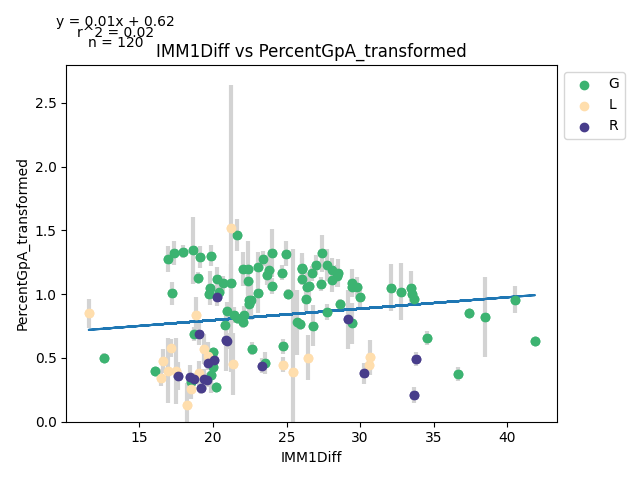 y = 0.01x + 0.62
r^2 = 0.02
n = 120
IMM1Diff vs PercentGpA_transformed
G
L
R
PercentGpA_transformed
2.5
2.0
1.5
1.0
0.5
0.0
15 20 25 30 35 40
IMM1Diff